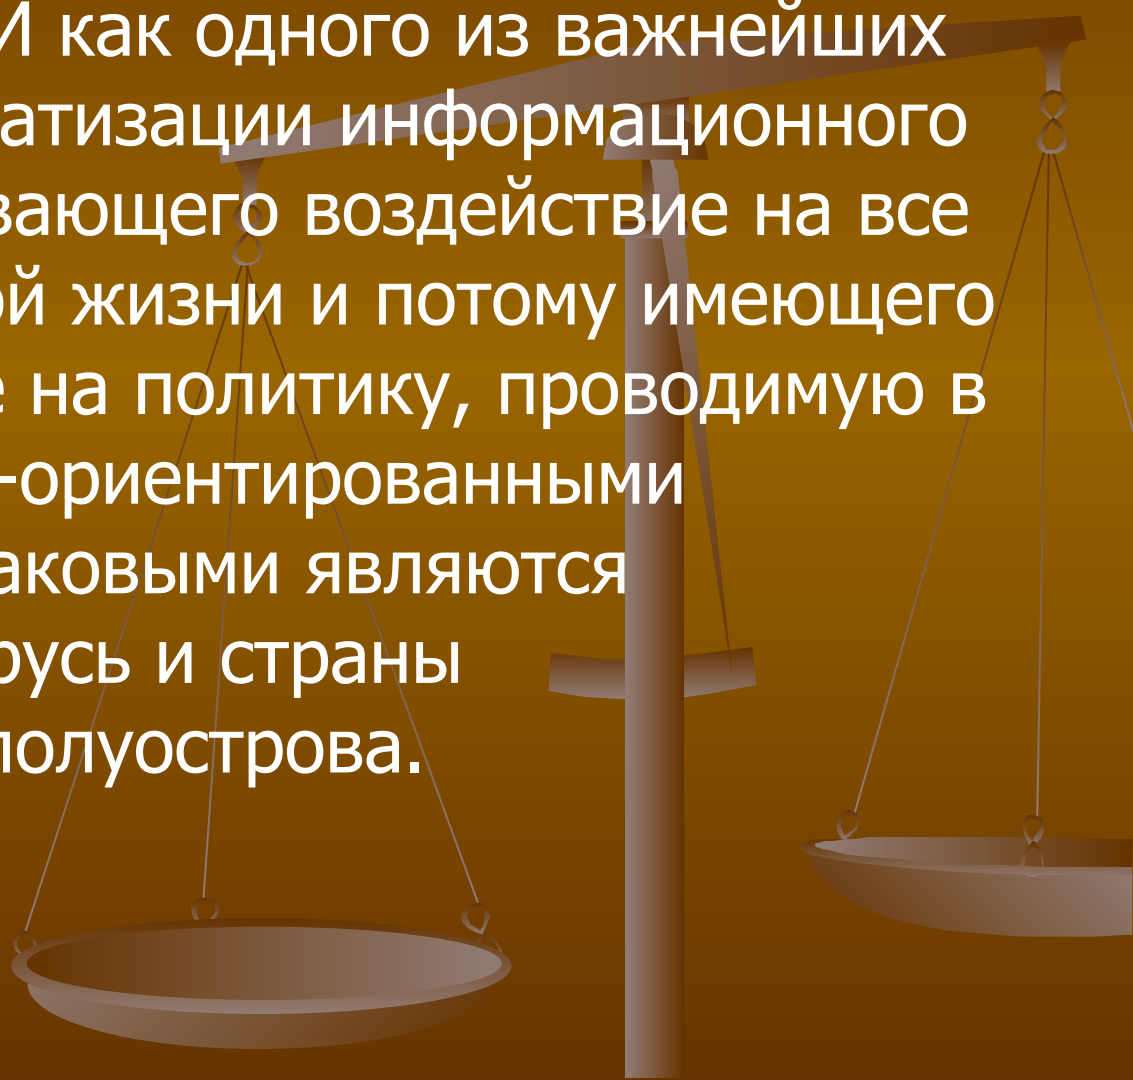 И как одного из важнейших
атизации информационного
вающего воздействие на все
ой жизни и потому имеющего
е на политику, проводимую в
-ориентированными
аковыми являются
русь и страны
полуострова.